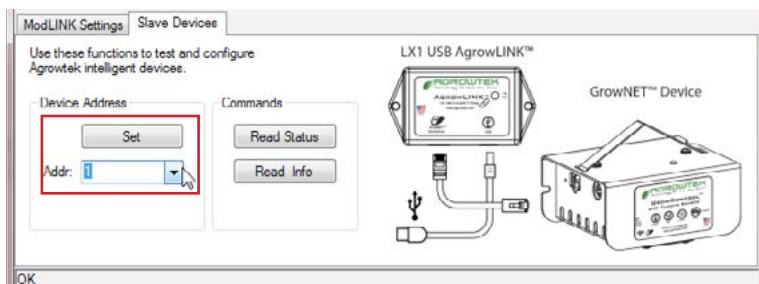 ModLINK Settings
Slave Devices
Use these functions to test and configure
Agrowtek intelligent devices.
Device Address
Set
Addr: 1
Commands
Read Status
Read Info
LX1 USB AgrowLINK™
AGROWTEK
AGROWLINK
GrowNET™ Device
AGROWTEK
OK